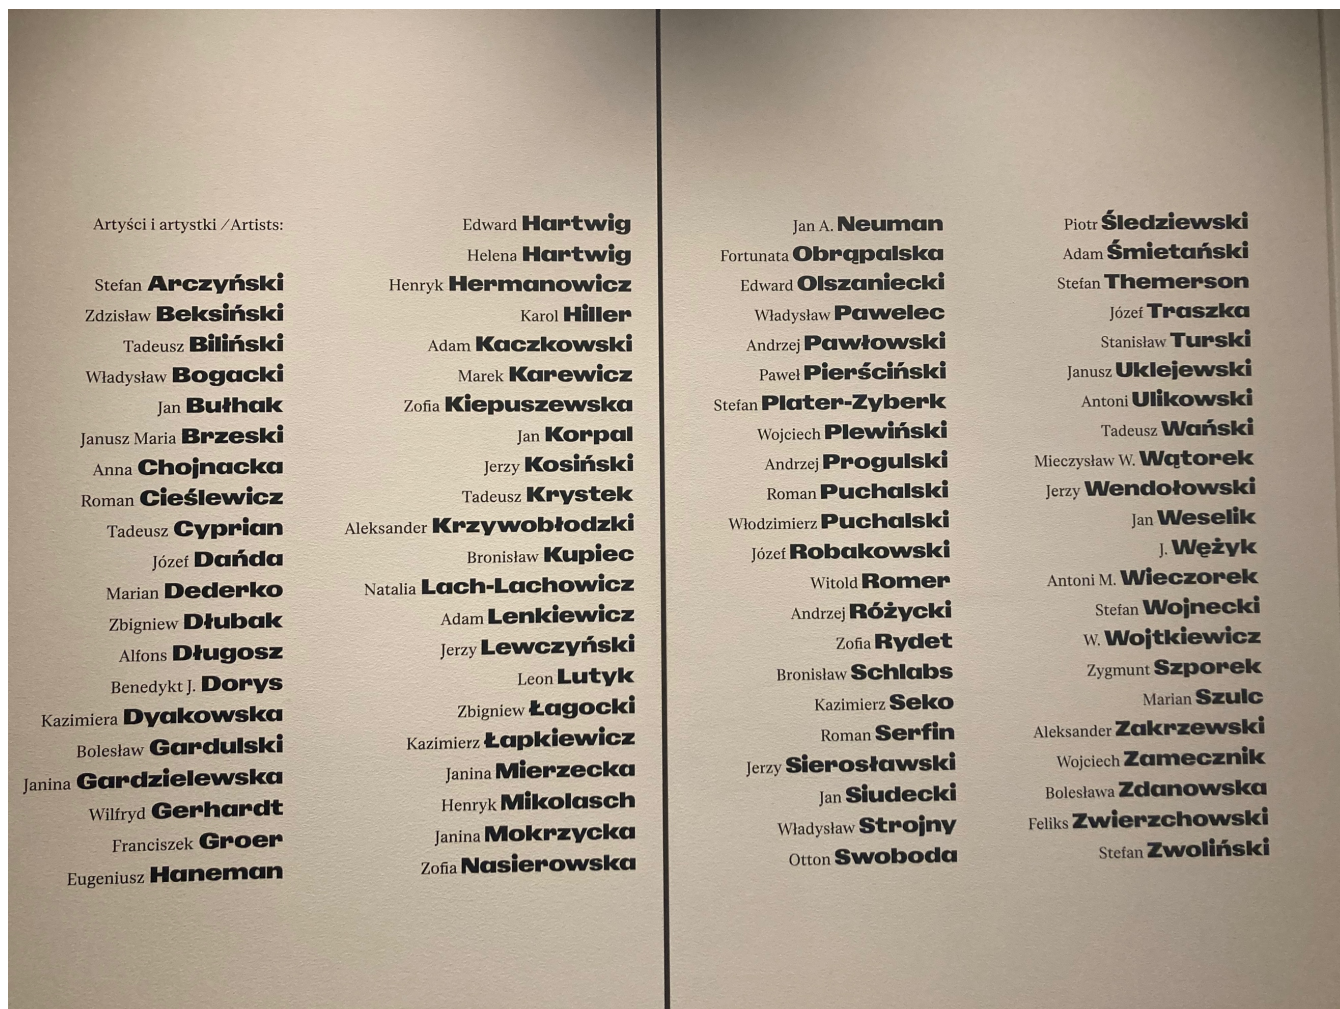 Artyści i artystki / Artists:
Stefan Arczyński
Zdzisław Beksiński
Tadeusz Biliński
Władysław Bogacki
Jan Bułhak
Janusz Maria Brzeski
Anna Chojnacka
Roman Cieślewicz
Tadeusz Cyprian
Józef Dańda
Marian Dederko
Zbigniew Dłubak
Alfons Długosz
Benedykt J. Dorys
Kazimiera Dyakowska
Bolesław Gardulski
Janina Gardzielewska
Wilfryd Gerhardt
Franciszek Groer
Eugeniusz Haneman
Edward Hartwig
Helena Hartwig
Henryk Hermanowicz
Karol Hiller
Adam Kaczkowski
Marek Karewicz
Zofia Kiepuszewska
Jan Korpal
Jerzy Kosiński
Tadeusz Krystek
Aleksander Krzywobłodzki
Bronisław Kupiec
Natalia Lach-Lachowicz
Adam Lenkiewicz
Jerzy Lewczyński
Leon Lutyk
Zbigniew Łagocki
Kazimierz Łapkiewicz
Janina Mierzecka
Henryk Mikolasch
Janina Mokrzycka
Zofia Nasierowska
Jan A. Neuman
Fortunata Obrąpalska
Edward Olszaniecki
Władysław Pawelec
Andrzej Pawłowski
Paweł Pierściński
Stefan Plater-Zyberk
Wojciech Plewiński
Andrzej Progulski
Roman Puchalski
Włodzimierz Puchalski
Józef Robakowski
Witold Romer
Andrzej Różycki
Zofia Rydet
Bronisław Schlabs
Kazimierz Seko
Roman Serfin
Jerzy Sierosławski
Jan Siudecki
Władysław Strojny
Otton Swoboda
Piotr Śledziewski
Adam Śmietański
Stefan Themerson
Józef Traszka
Stanisław Turski
Janusz Uklejewski
Antoni Ulikowski
Tadeusz Wański
Mieczysław W. Wątorek
Jerzy Wendołowski
Jan Weselik
J. Wężyk
Antoni M. Wieczorek
Stefan Wojnecki
W. Wojtkiewicz
Zygmunt Szporek
Marian Szulc
Aleksander Zakrzewski
Wojciech Zamecznik
Bolesława Zdanowska
Feliks Zwierzchowski
Stefan Zwoliński